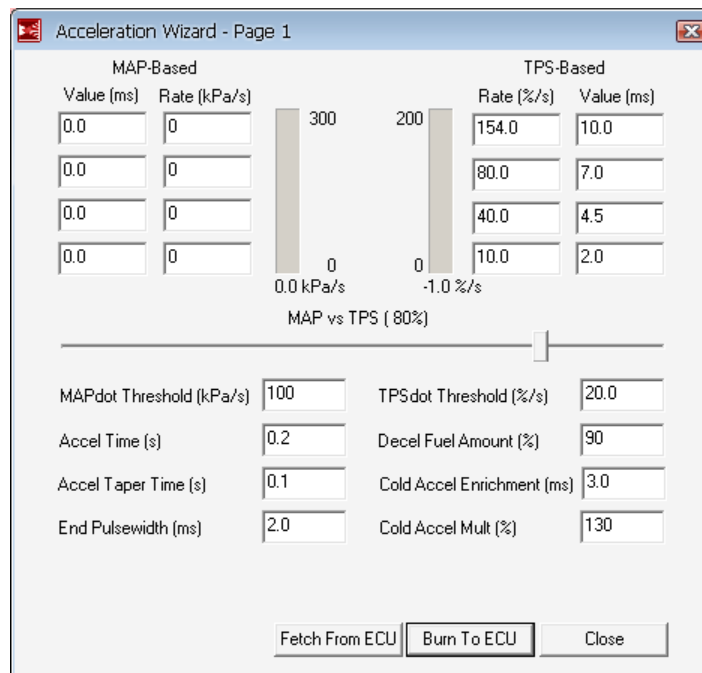 Acceleration Wizard - Page 1
MAP-Based TPS-Based
Value (ms) Rate (kPa/s) Rate (%/s) Value (ms)
0.0 0 300 200 154.0 10.0
0.0 0 80.0 7.0
0.0 0 40.0 4.5
0.0 0 0 0 10.0 2.0
0.0 kPa/s -1.0 %/s
MAP vs TPS ( 80%)
MAPdot Threshold (kPa/s) 100 TPSdot Threshold (%/s) 20.0
Accel Time (s) 0.2 Decel Fuel Amount (%) 90
Accel Taper Time (s) 0.1 Cold Accel Enrichment (ms) 3.0
End Pulsewidth (ms) 2.0 Cold Accel Mult (%) 130
Fetch From ECU Burn To ECU Close